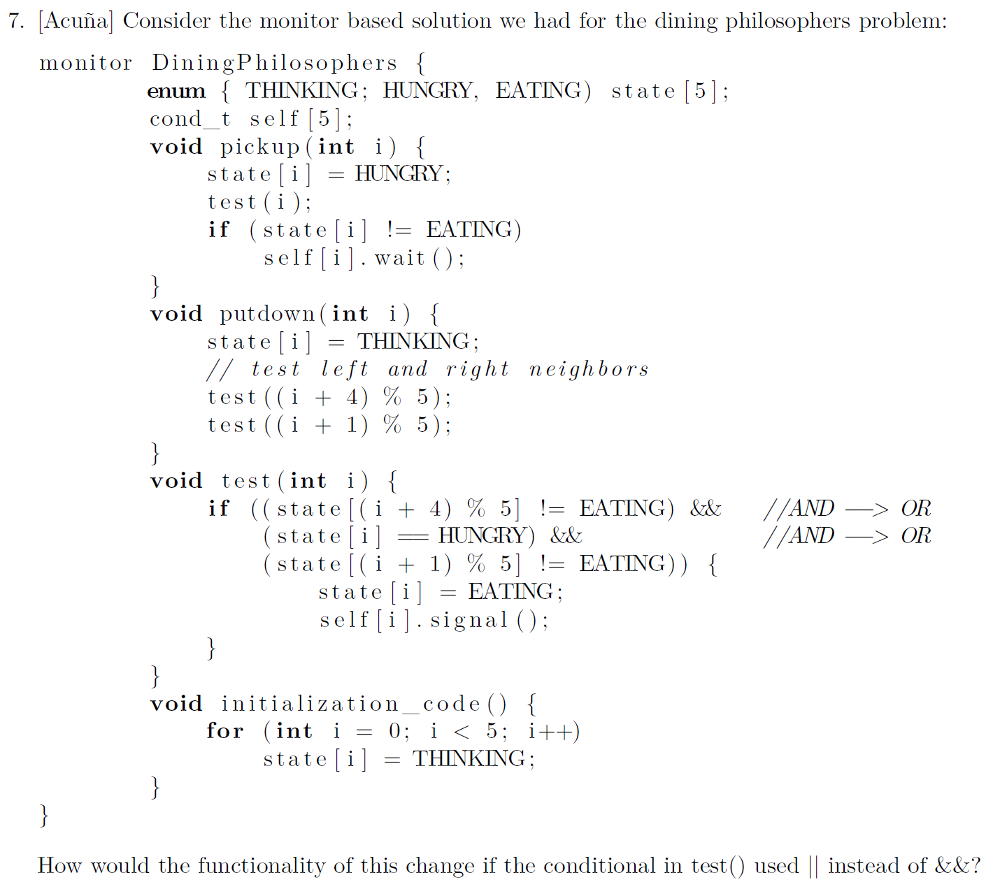 7. [Acuña] Consider the monitor based solution we had for the dining philosophers problem:
monitor DiningPhilosophers {
enum { THINKING; HUNGRY, EATING) state[5];
cond_t self[5];
void pickup(int i) {
state[i] = HUNGRY;
test(i);
if (state[i] != EATING)
self[i].wait();
}
void putdown(int i) {
state[i] = THINKING;
// test left and right neighbors
test((i + 4) % 5);
test((i + 1) % 5);
}
void test(int i) {
if ((state[(i + 4) % 5] != EATING) && //AND —> OR
(state[i] == HUNGRY) && //AND —> OR
(state[(i + 1) % 5] != EATING)) {
state[i] = EATING;
self[i].signal();
}
}
void initialization_code() {
for (int i = 0; i < 5; i++)
state[i] = THINKING;
}
}
How would the functionality of this change if the conditional in test() used || instead of &&?